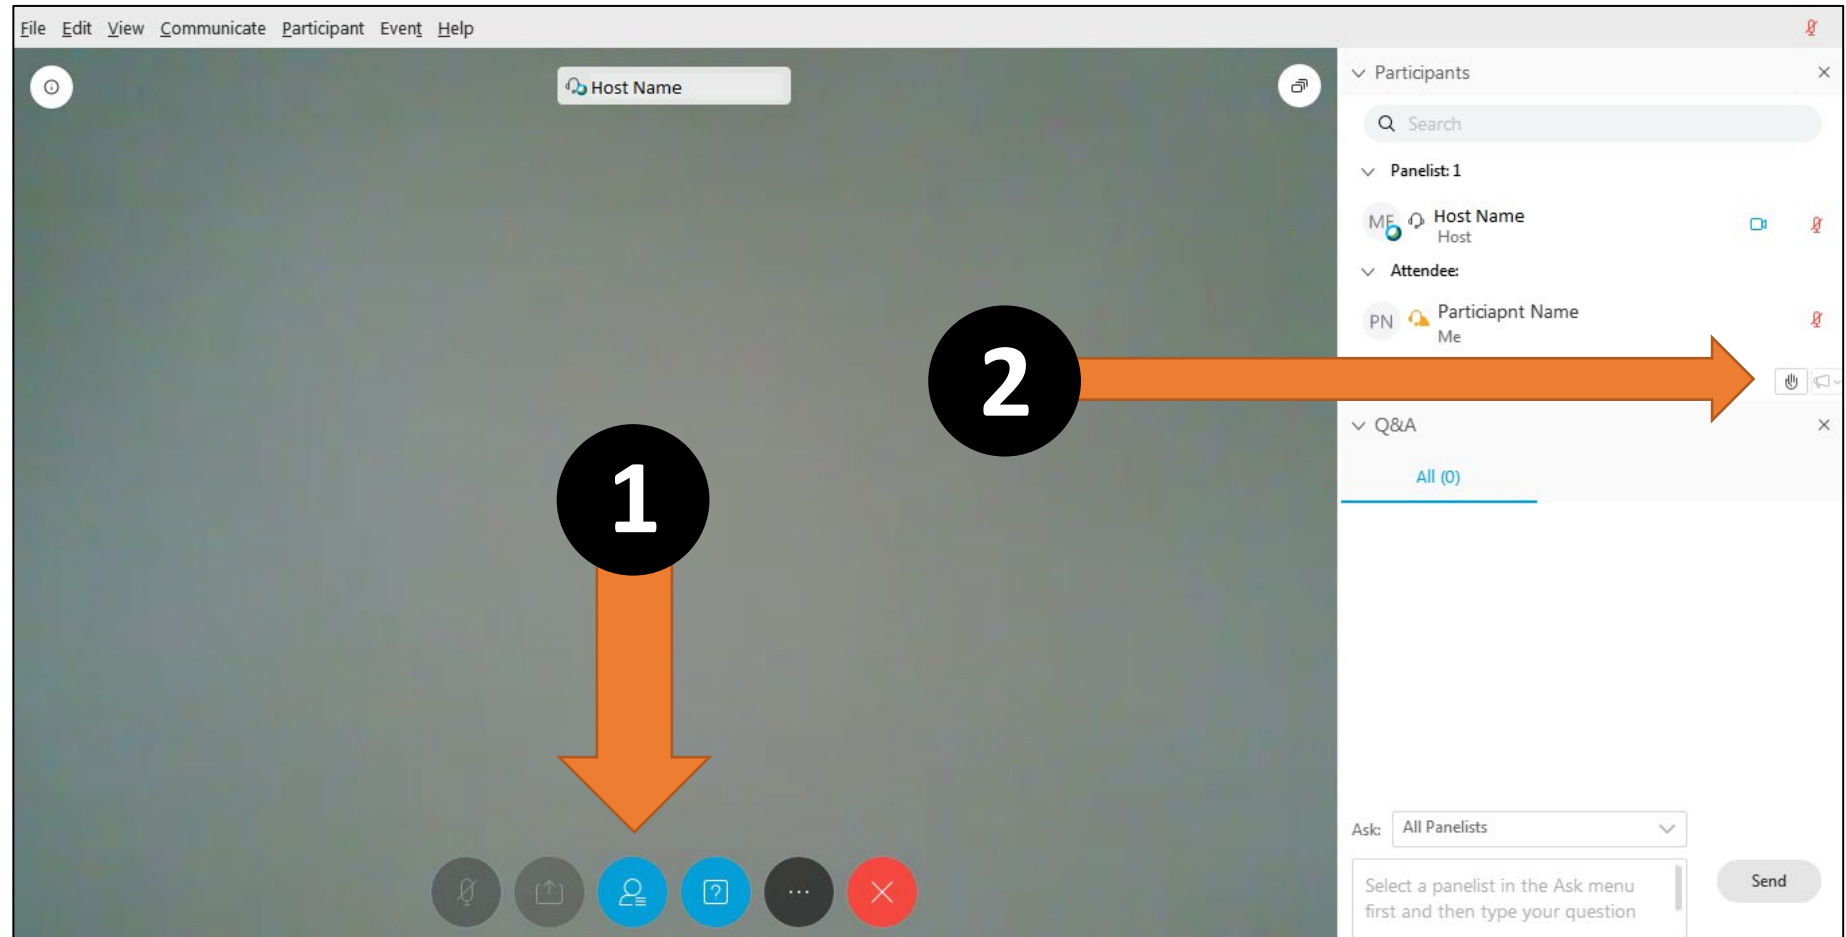 File Edit View Communicate Participant Event Help
Host Name
Participants
Search
Panelist: 1
ME
Host Name
Host
Attendee:
PN
Particiapnt Name
Me
2
Q&A
All (0)
1
Ask:
All Panelists
Select a panelist in the Ask menu
first and then type your question
Send
?